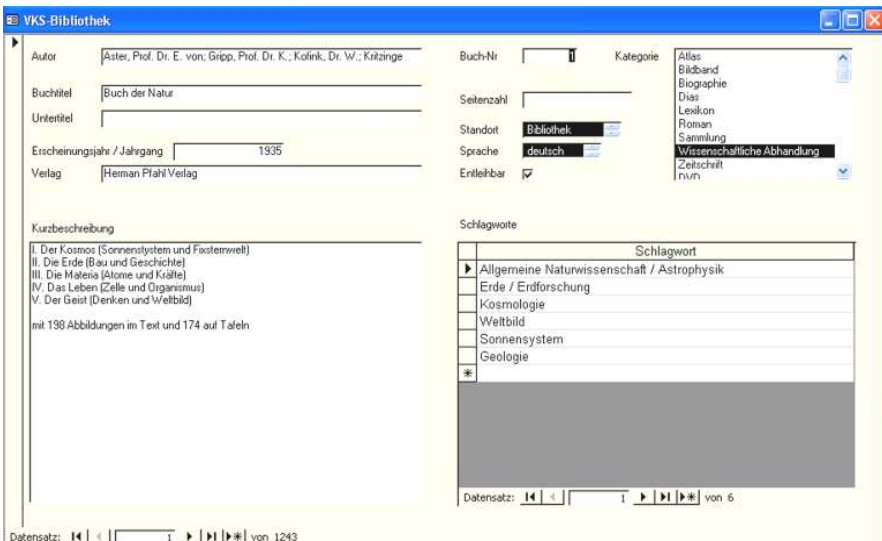 VKS-Bibliothek
Autor Aster, Prof. Dr. E. von; Gripp, Prof. Dr. K.; Kofink, Dr. W.; Kritzinge
Buchtitel Buch der Natur
Untertitel
Erscheinungsjahr / Jahrgang 1935
Verlag Herman Pfahl Verlag
Buch-Nr 1
Seitenzahl
Standort Bibliothek
Sprache deutsch
Entleihbar
Kategorie
Atlas
Bildband
Biographie
Dias
Lexikon
Roman
Sammlung
Wissenschaftliche Abhandlung
Zeitschrift
DVD
Kurzbeschreibung
I. Der Kosmos (Sonnenstystem und Fixsternwelt)
II. Die Erde (Bau und Geschichte)
III. Die Materia (Atome und Kräfte)
IV. Das Leben (Zelle und Organismus)
V. Der Geist (Denken und Weltbild)
mit 198 Abbildungen im Text und 174 auf Tafeln
Schlagworte
Schlagwort
Allgemeine Naturwissenschaft / Astrophysik
Erde / Erdforschung
Kosmologie
Weltbild
Sonnensystem
Geologie
Datensatz: 1 von 6
Datensatz: 1 von 1243